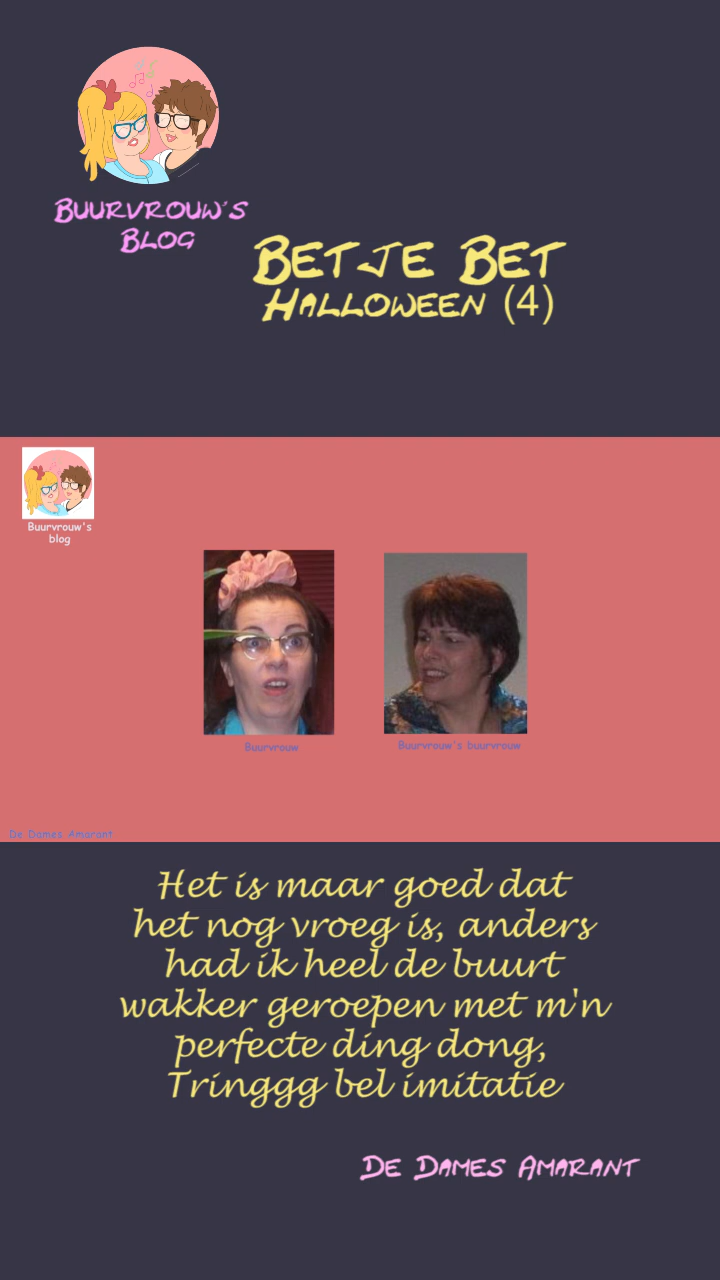 Buurvrouw's
Blog
Betje Bet
Halloween (4)
Buurvrouw's
blog
Buurvrouw
Buurvrouw's buurvrouw
De Dames Amarant
Het is maar goed dat
het nog vroeg is, anders
had ik heel de buurt
wakker geroepen met m'n
perfecte ding dong,
Tringgg bel imitatie
De Dames Amarant